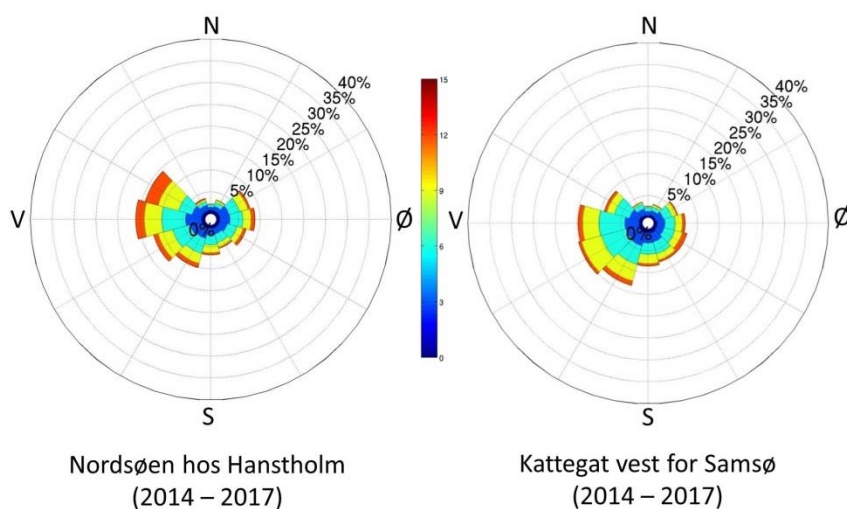 N
40%
35%
30%
25%
20%
15%
10%
5%
0%
V
Ø
S
15
12
9
6
3
0
N
40%
35%
30%
25%
20%
15%
10%
5%
0%
V
Ø
S
Nordsøen hos Hanstholm
(2014 – 2017)
Kattegat vest for Samsø
(2014 – 2017)